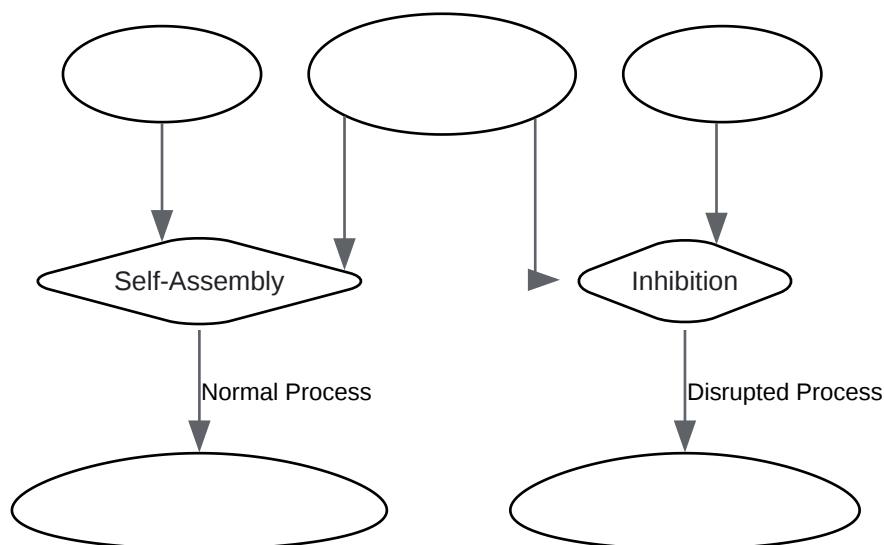 Self-Assembly
Inhibition
Normal Process
Disrupted Process